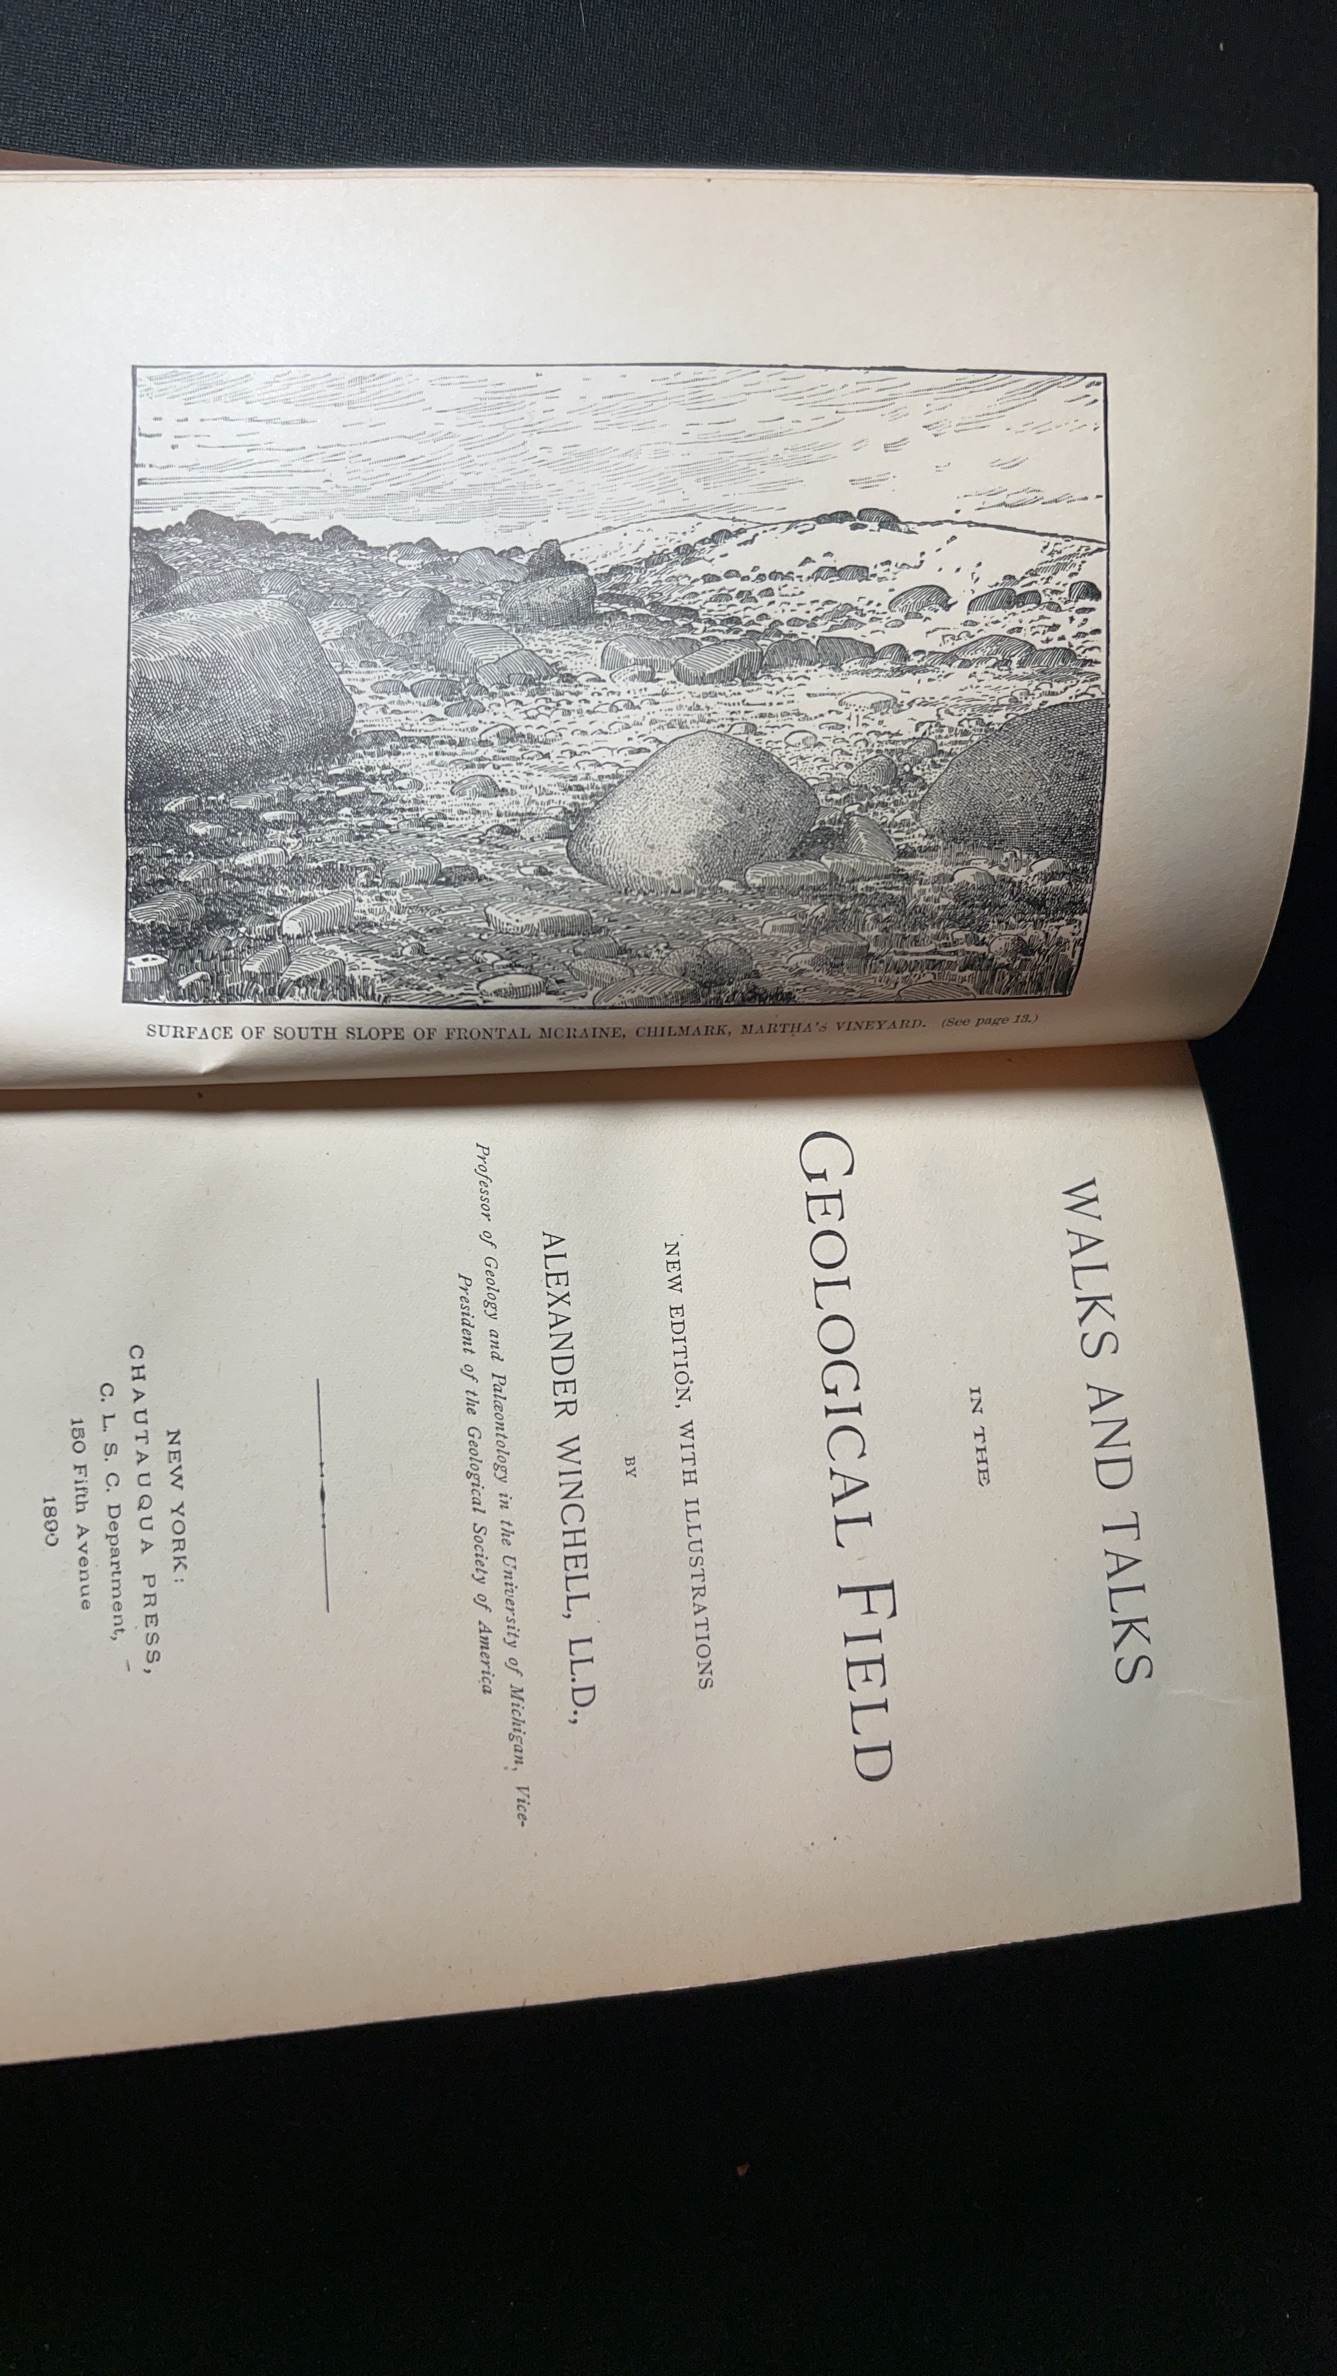 SURFACE OF SOUTH SLOPE OF FRONTAL MORAINE, CHILMARK, MARTHA'S VINEYARD. (See page 13.)
WALKS AND TALKS
IN THE
GEOLOGICAL FIELD
NEW EDITION, WITH ILLUSTRATIONS
BY
ALEXANDER WINCHELL, LL.D.,
Professor of Geology and Palæontology in the University of Michigan, Vice-
President of the Geological Society of America
NEW YORK:
CHAUTAUQUA PRESS,
C. L. S. C. Department,
150 Fifth Avenue
1890